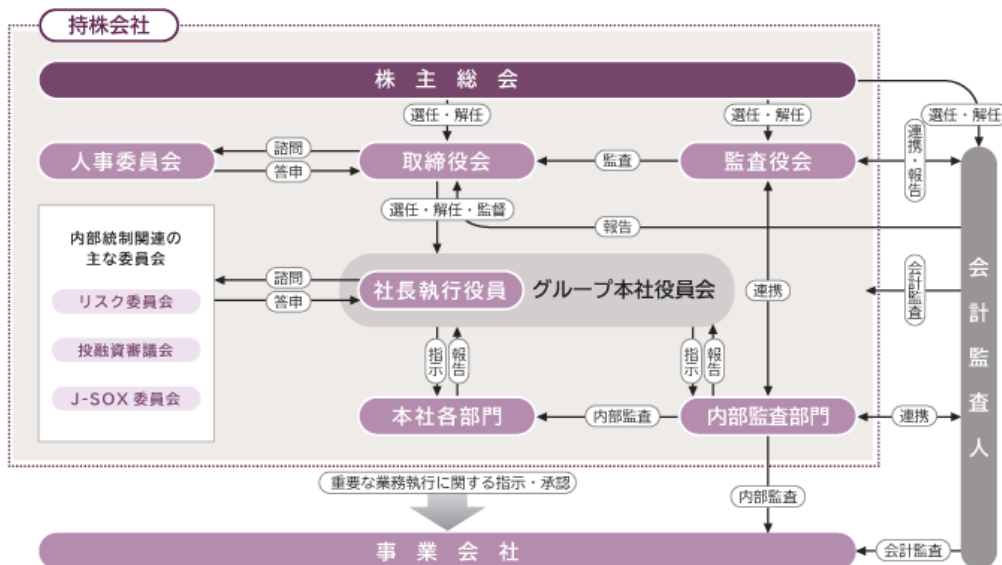 持株会社
株主総会
選任・解任
選任・解任
選任・解任
人事委員会
諮問
答申
取締役会
監査
監査役会
連携・報告
選任・解任・監督
報告
内部統制関連の
主な委員会
リスク委員会
投融資審議会
J-SOX 委員会
諮問
答申
社長執行役員
グループ本社役員会
連携
会計監査
会計監査人
指示
報告
指示
報告
本社各部門
内部監査
内部監査部門
連携
重要な業務執行に関する指示・承認
内部監査
事業会社
会計監査